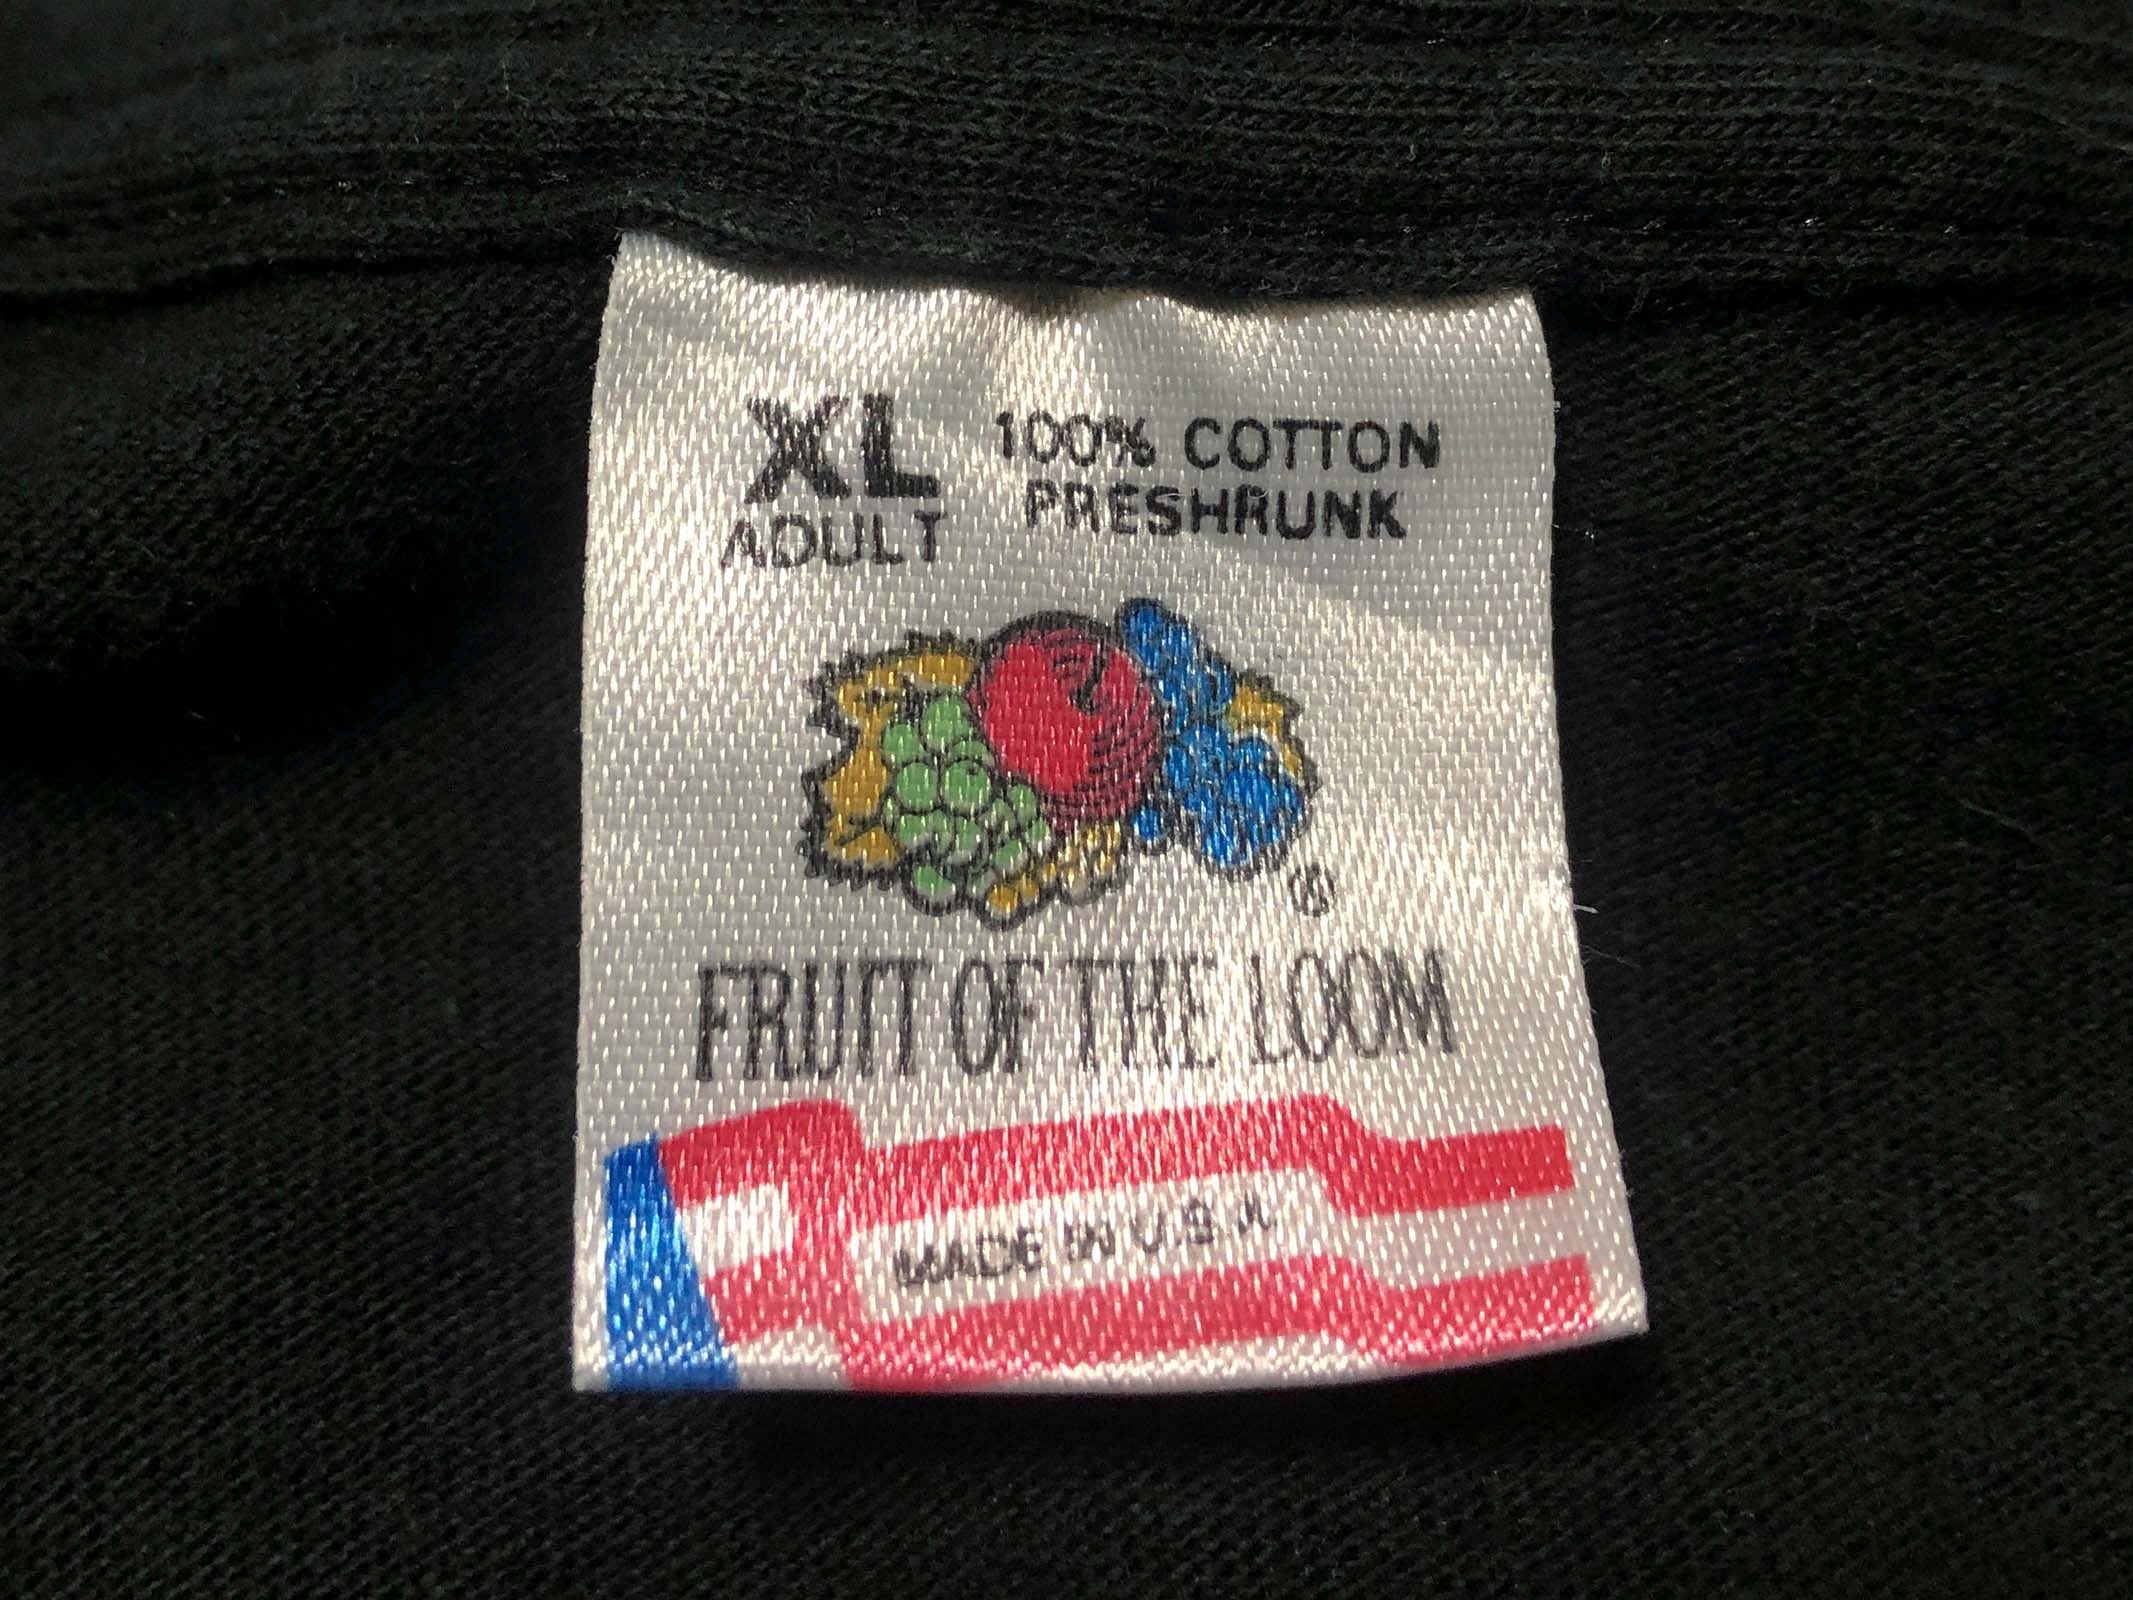 XL
ADULT
100% COTTON
PRESHRUNK
®
FRUIT OF THE LOOM
MADE IN U.S.A.